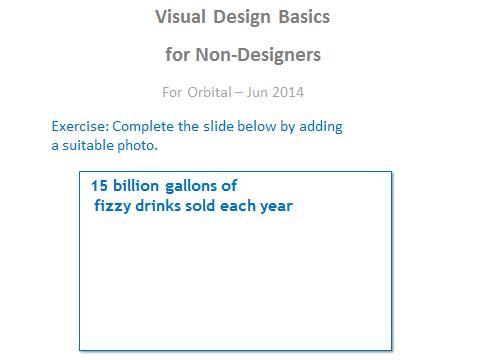 Visual Design Basics
for Non-Designers
For Orbital – Jun 2014
Exercise: Complete the slide below by adding
a suitable photo.
15 billion gallons of
fizzy drinks sold each year